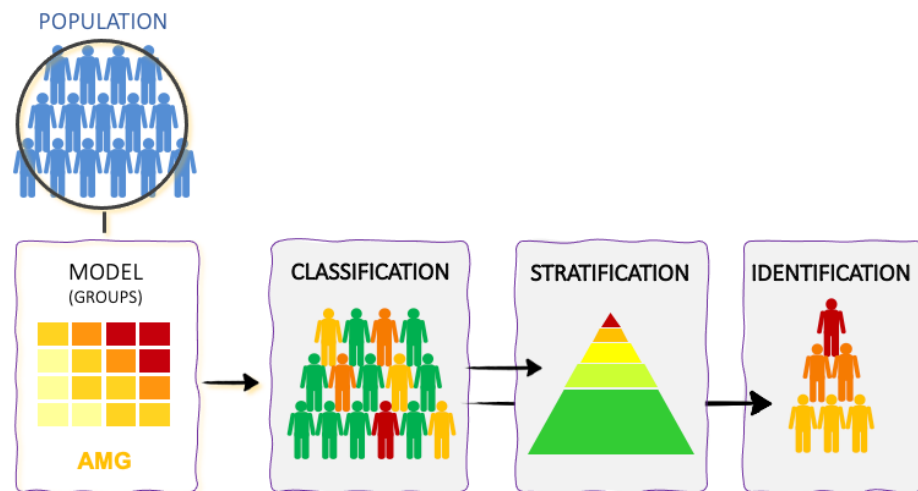 POPULATION
MODEL
(GROUPS)
AMG
CLASSIFICATION
STRATIFICATION
IDENTIFICATION